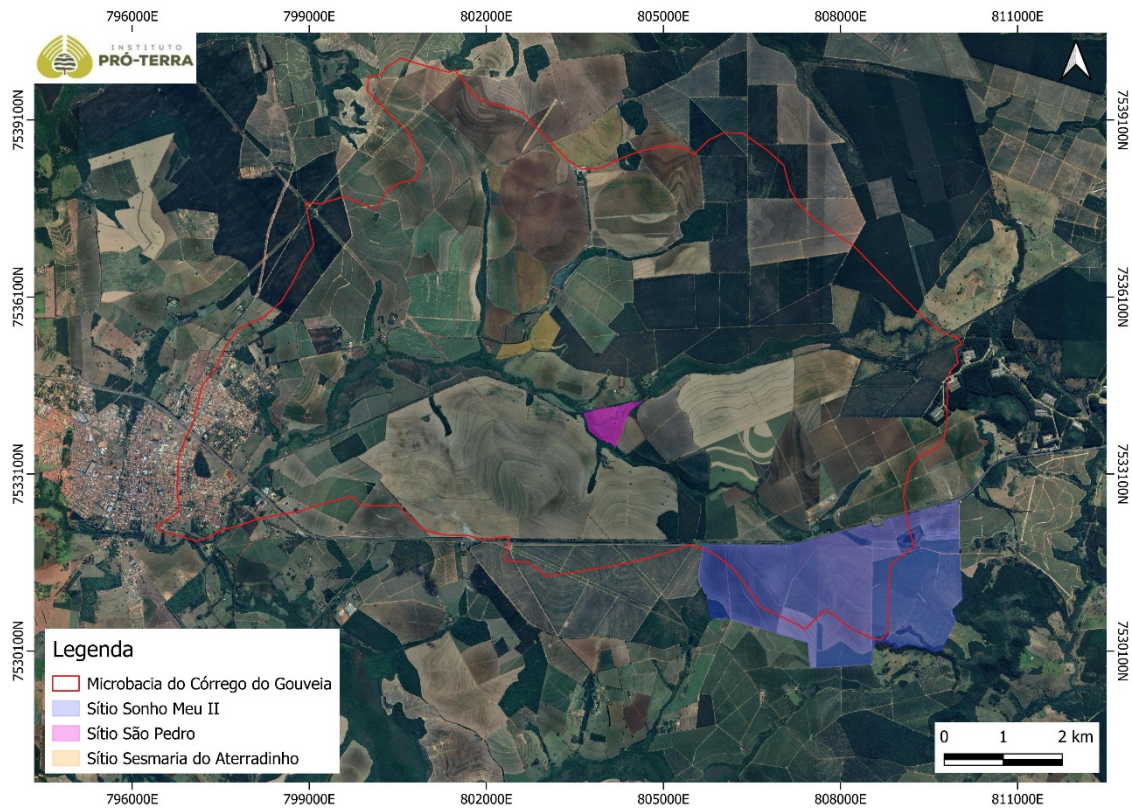 796000E 799000E 802000E 805000E 808000E 811000E
INSTITUTO
PRÓ-TERRA
7539100N 7539100N
7536100N 7536100N
7533100N 7533100N
7530100N 7530100N
Legenda
Microbacia do Córrego do Gouveia
Sítio Sonho Meu II
Sítio São Pedro
Sítio Sesmaria do Aterradinho
0 1 2 km
796000E 799000E 802000E 805000E 808000E 811000E